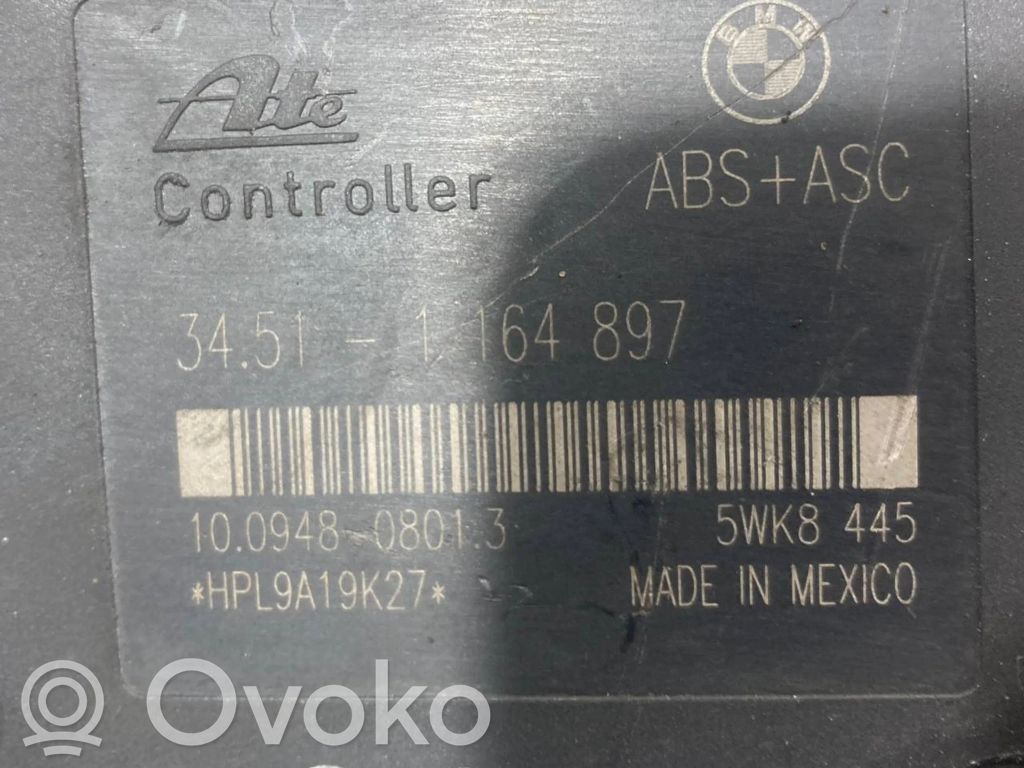 Ate
BMW
Controller
ABS+ASC
34.51 - 1 164 897
10.0948-0801.3
5WK8 445
*HPL9A19K27*
MADE IN MEXICO
Ovoko